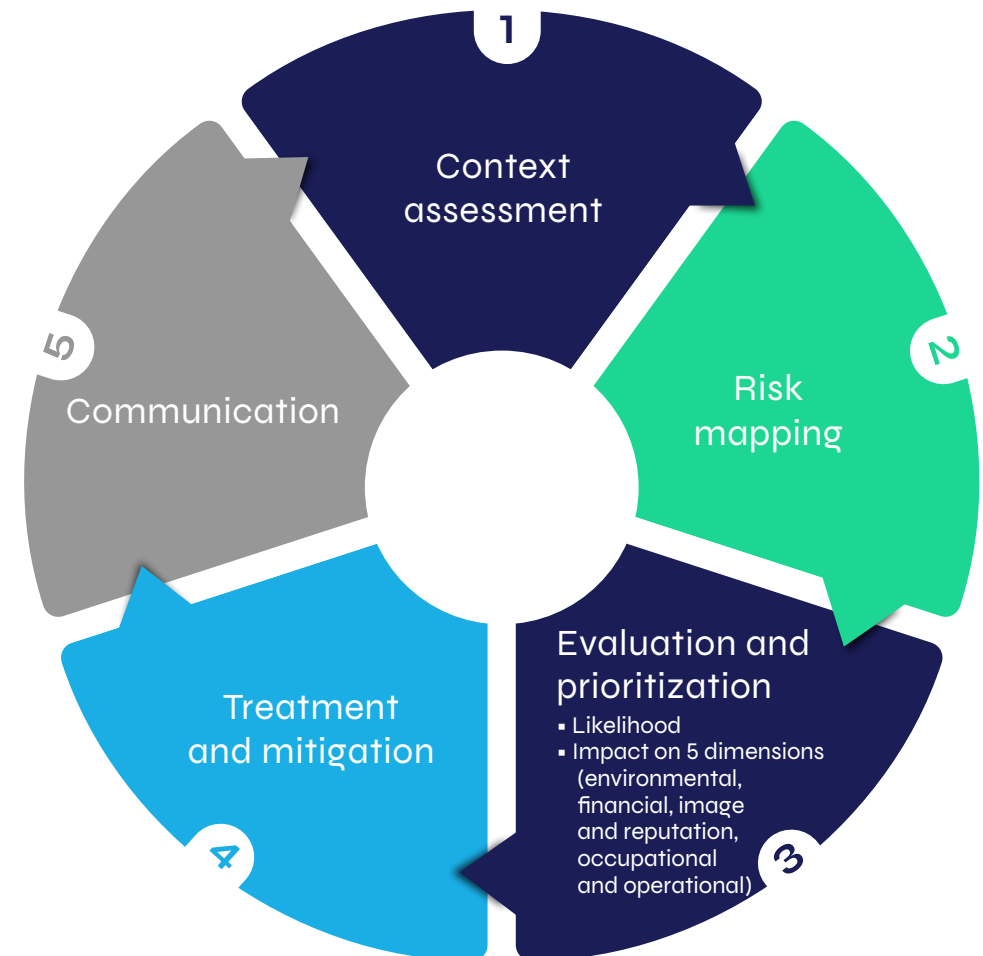 1
Context
assessment
2
Risk
mapping
3
Evaluation and
prioritization
▪ Likelihood
▪ Impact on 5 dimensions
(environmental,
financial, image
and reputation,
occupational
and operational)
4
Treatment
and mitigation
5
Communication